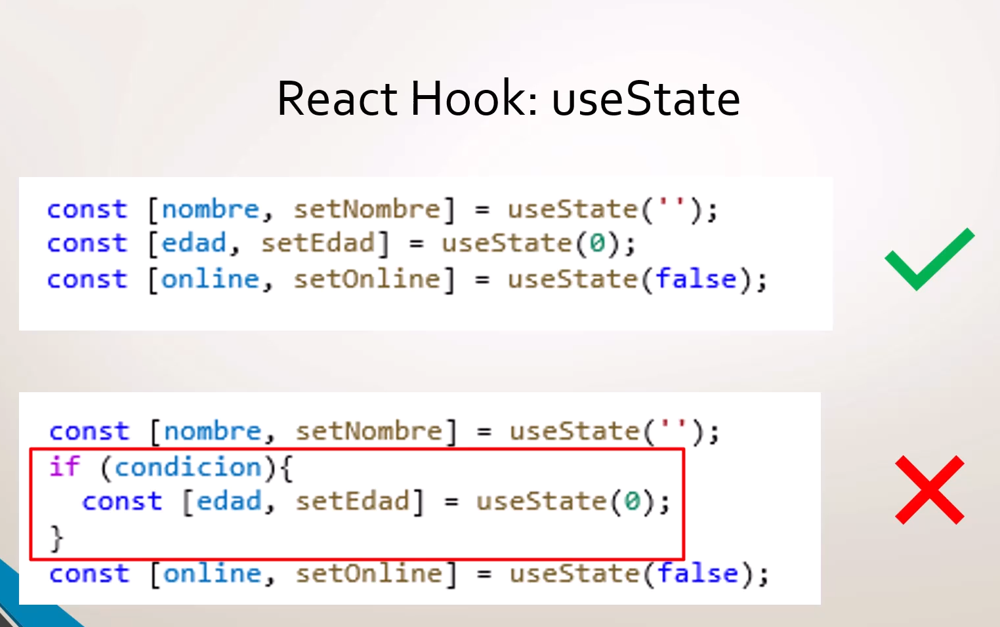 React Hook: useState
const [nombre, setNombre] = useState('');
const [edad, setEdad] = useState(0);
const [online, setOnline] = useState(false);
const [nombre, setNombre] = useState('');
if (condicion){
  const [edad, setEdad] = useState(0);
}
const [online, setOnline] = useState(false);